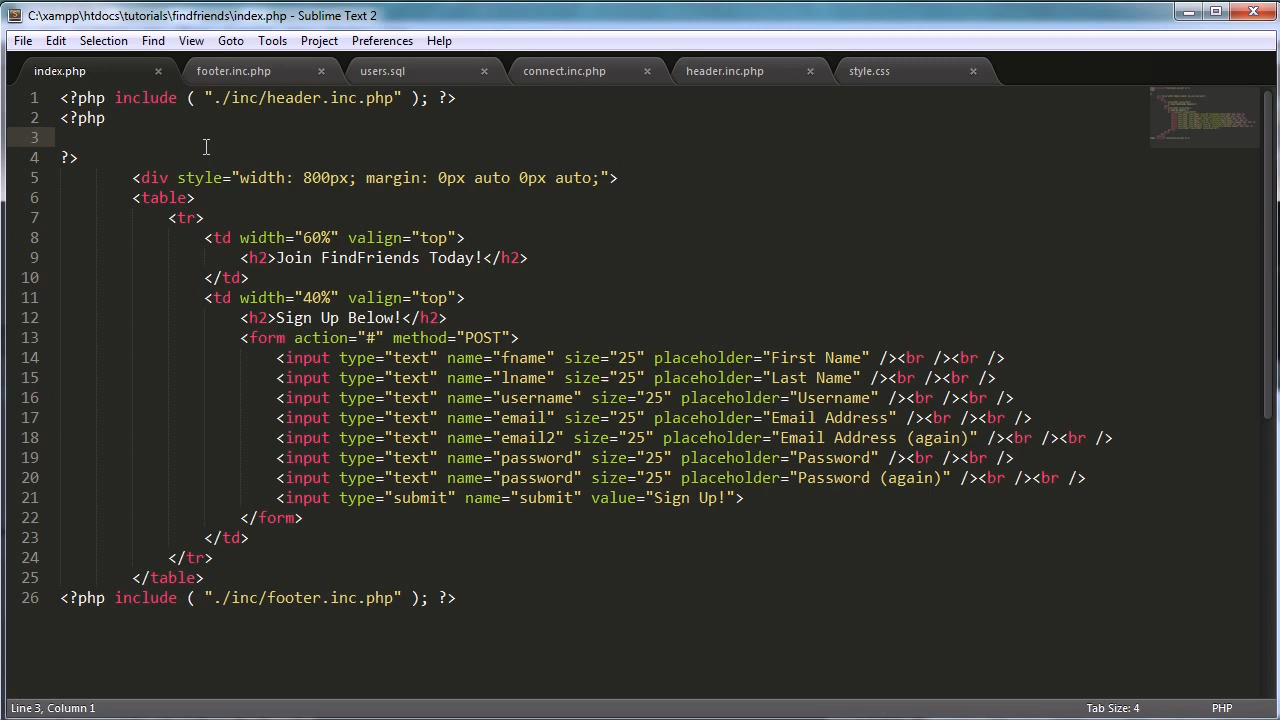 C:\xampp\htdocs\tutorials\findfriends\index.php - Sublime Text 2
File Edit Selection Find View Goto Tools Project Preferences Help
index.php × footer.inc.php × users.sql × connect.inc.php × header.inc.php × style.css ×
1 <?php include ( "./inc/header.inc.php" ); ?>
2 <?php
3
4 ?>
5 <div style="width: 800px; margin: 0px auto 0px auto;">
6 <table>
7 <tr>
8 <td width="60%" valign="top">
9 <h2>Join FindFriends Today!</h2>
10 </td>
11 <td width="40%" valign="top">
12 <h2>Sign Up Below!</h2>
13 <form action="#" method="POST">
14 <input type="text" name="fname" size="25" placeholder="First Name" /><br /><br />
15 <input type="text" name="lname" size="25" placeholder="Last Name" /><br /><br />
16 <input type="text" name="username" size="25" placeholder="Username" /><br /><br />
17 <input type="text" name="email" size="25" placeholder="Email Address" /><br /><br />
18 <input type="text" name="email2" size="25" placeholder="Email Address (again)" /><br /><br />
19 <input type="text" name="password" size="25" placeholder="Password" /><br /><br />
20 <input type="text" name="password" size="25" placeholder="Password (again)" /><br /><br />
21 <input type="submit" name="submit" value="Sign Up!">
22 </form>
23 </td>
24 </tr>
25 </table>
26 <?php include ( "./inc/footer.inc.php" ); ?>
Line 3, Column 1 Tab Size: 4 PHP